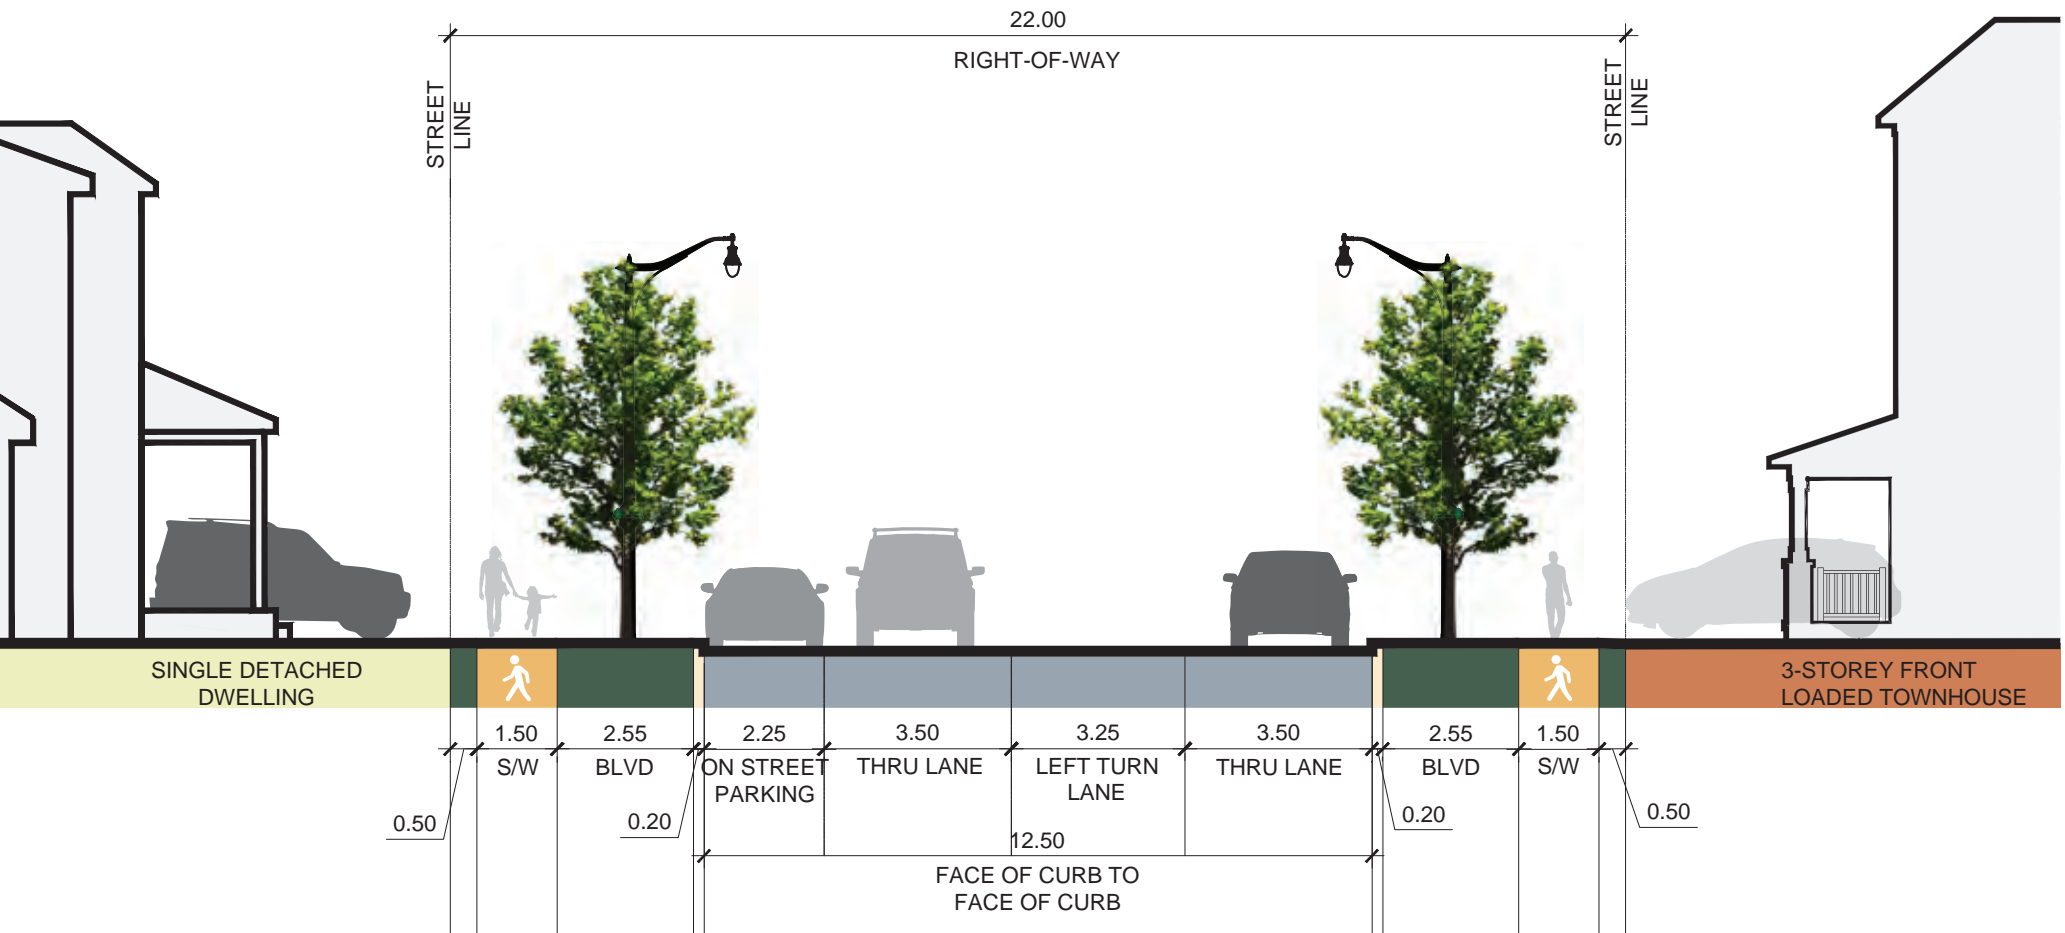 22.00
RIGHT-OF-WAY
STREET
LINE
STREET
LINE
SINGLE DETACHED
DWELLING
3-STOREY FRONT
LOADED TOWNHOUSE
1.50
2.55
2.25
3.50
3.25
3.50
2.55
1.50
S/W
BLVD
ON STREET
PARKING
THRU LANE
LEFT TURN
LANE
THRU LANE
BLVD
S/W
0.50
0.20
0.20
0.50
12.50
FACE OF CURB TO
FACE OF CURB